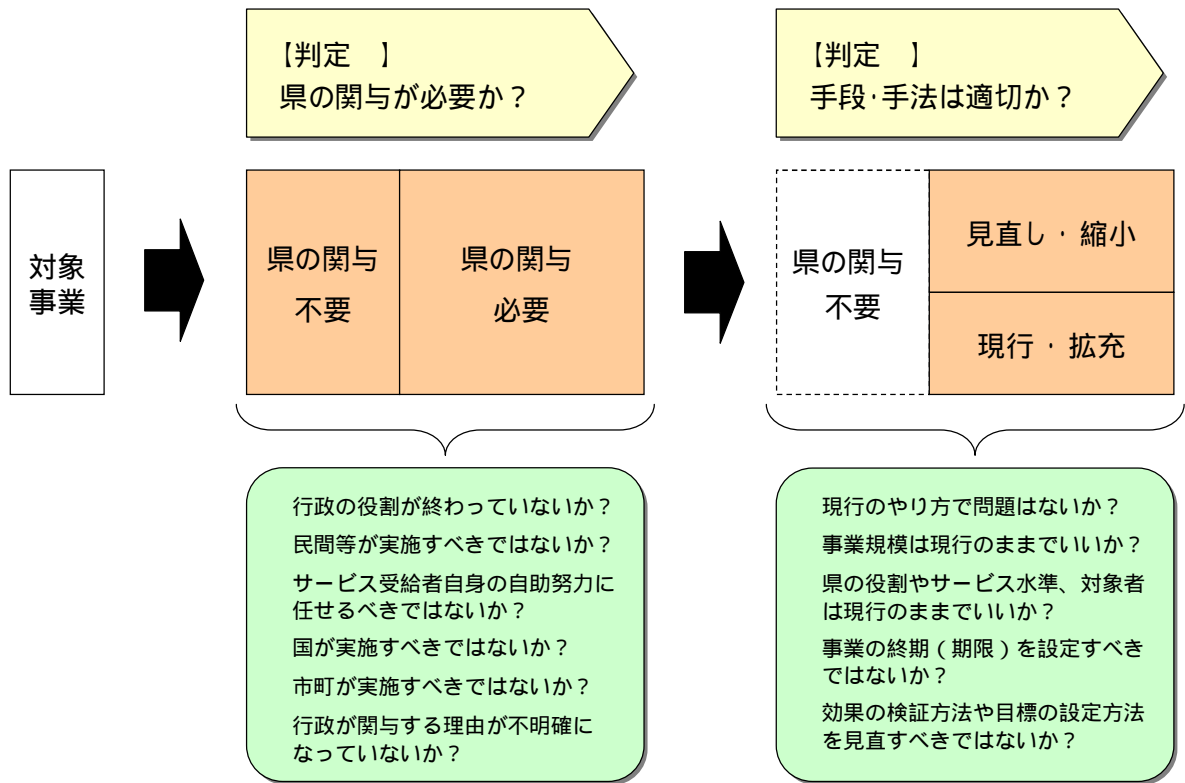 【判定　】
県の関与が必要か？
【判定　】
手段・手法は適切か？
対象
事業
県の関与
不要
県の関与
必要
県の関与
不要
見直し・縮小
現行・拡充
行政の役割が終わっていないか？
民間等が実施すべきではないか？
サービス受給者自身の自助努力に
任せるべきではないか？
国が実施すべきではないか？
市町が実施すべきではないか？
行政が関与する理由が不明確に
なっていないか？
現行のやり方で問題はないか？
事業規模は現行のままでいいか？
県の役割やサービス水準、対象者
は現行のままでいいか？
事業の終期（期限）を設定すべき
ではないか？
効果の検証方法や目標の設定方法
を見直すべきではないか？